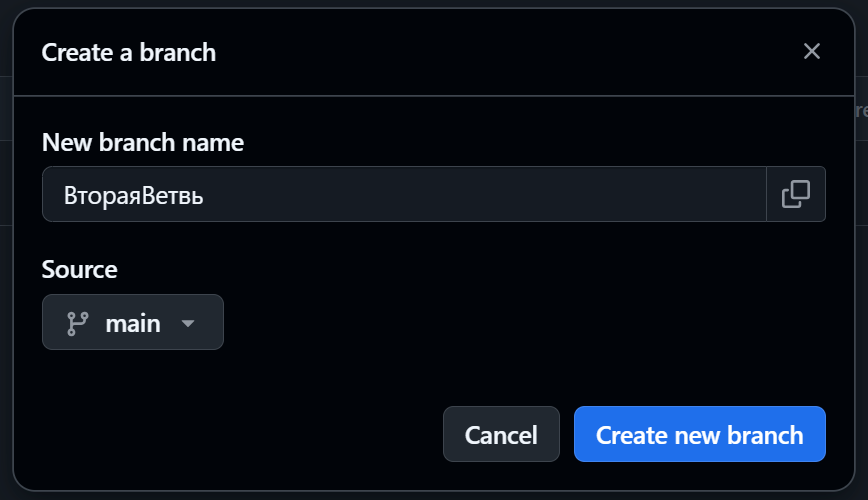 Create a branch
New branch name
ВтораяВетвь
Source
main
Cancel
Create new branch